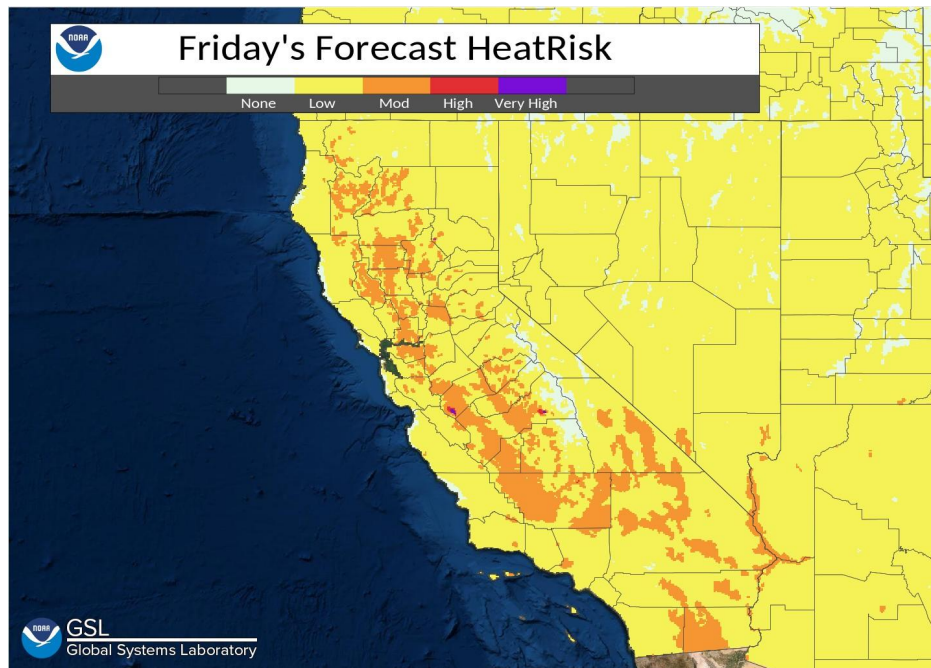 NOAA
Friday's Forecast HeatRisk
None Low Mod High Very High
NOAA
GSL
Global Systems Laboratory